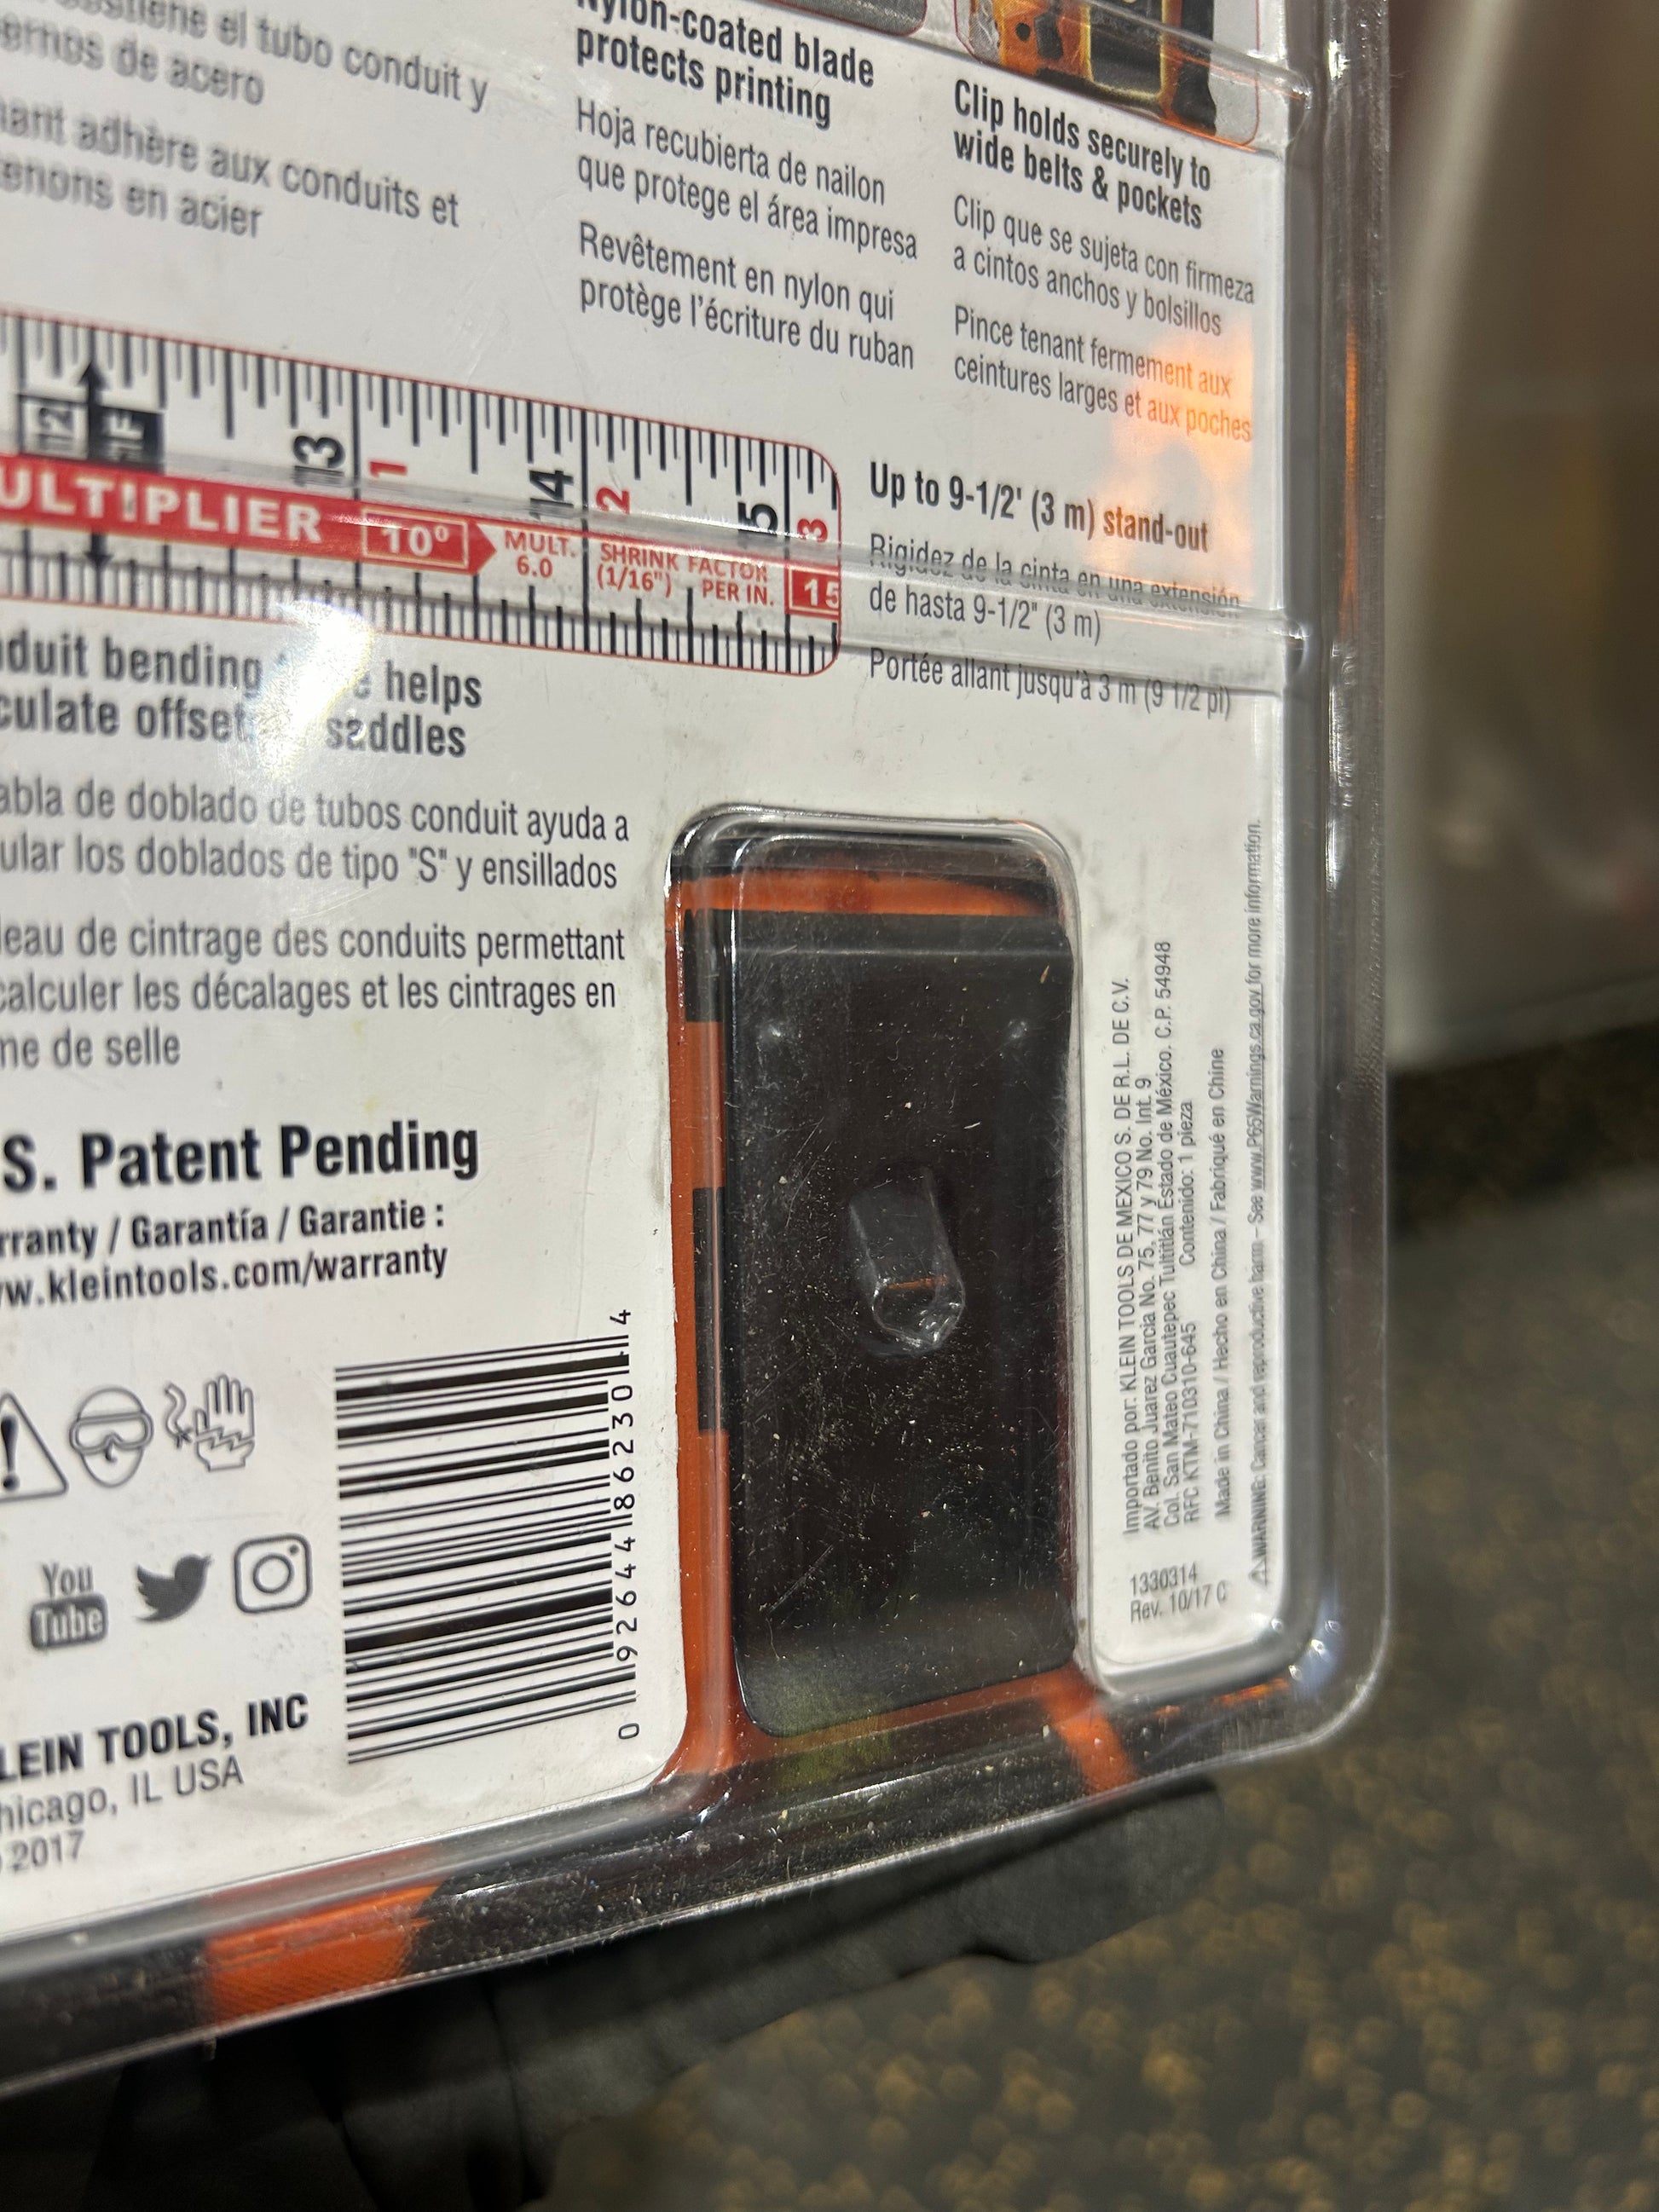 el tubo conduit y
de acero
adhère aux conduits et
en acier
Nylon-coated blade
protects printing
Hoja recubierta de nailon
que protege el área impresa
Revêtement en nylon qui
protège l'écriture du ruban
Clip holds securely to
wide belts & pockets
Clip que se sujeta con firmeza
a cintos anchos y bolsillos
Pince tenant fermement aux
ceintures larges et aux poches
12 1F 13 1 14 2 15 3
ULTIPLIER 10° MULT. 6.0 SHRINK FACTOR (1/16") PER IN. 15
Up to 9-1/2' (3 m) stand-out
Rigidez de la cinta en una extensión
de hasta 9-1/2" (3 m)
Portée allant jusqu'à 3 m (9 1/2 pi)
duit bending helps
culate offset saddles
abla de doblado de tubos conduit ayuda a
ular los doblados de tipo "S" y ensillados
leau de cintrage des conduits permettant
calculer les décalages et les cintrages en
me de selle
S. Patent Pending
rranty / Garantía / Garantie :
w.kleintools.com/warranty
You
Tube
0 92644 86230 4
LEIN TOOLS, INC
hicago, IL USA
2017
Importado por: KLEIN TOOLS DE MEXICO S. DE R.L. DE C.V.
AV. Benito Juarez Garcia No. 75, 77 y 79 No. Int. 9
Col. San Mateo Cuautepec Tultitlán Estado de México. C.P. 54948
RFC KTM-710310-645 Contenido: 1 pieza
Made in China / Hecho en China / Fabriqué en Chine
⚠WARNING: Cancer and reproductive harm – See www.P65Warnings.ca.gov for more information.
1330314
Rev. 10/17 C